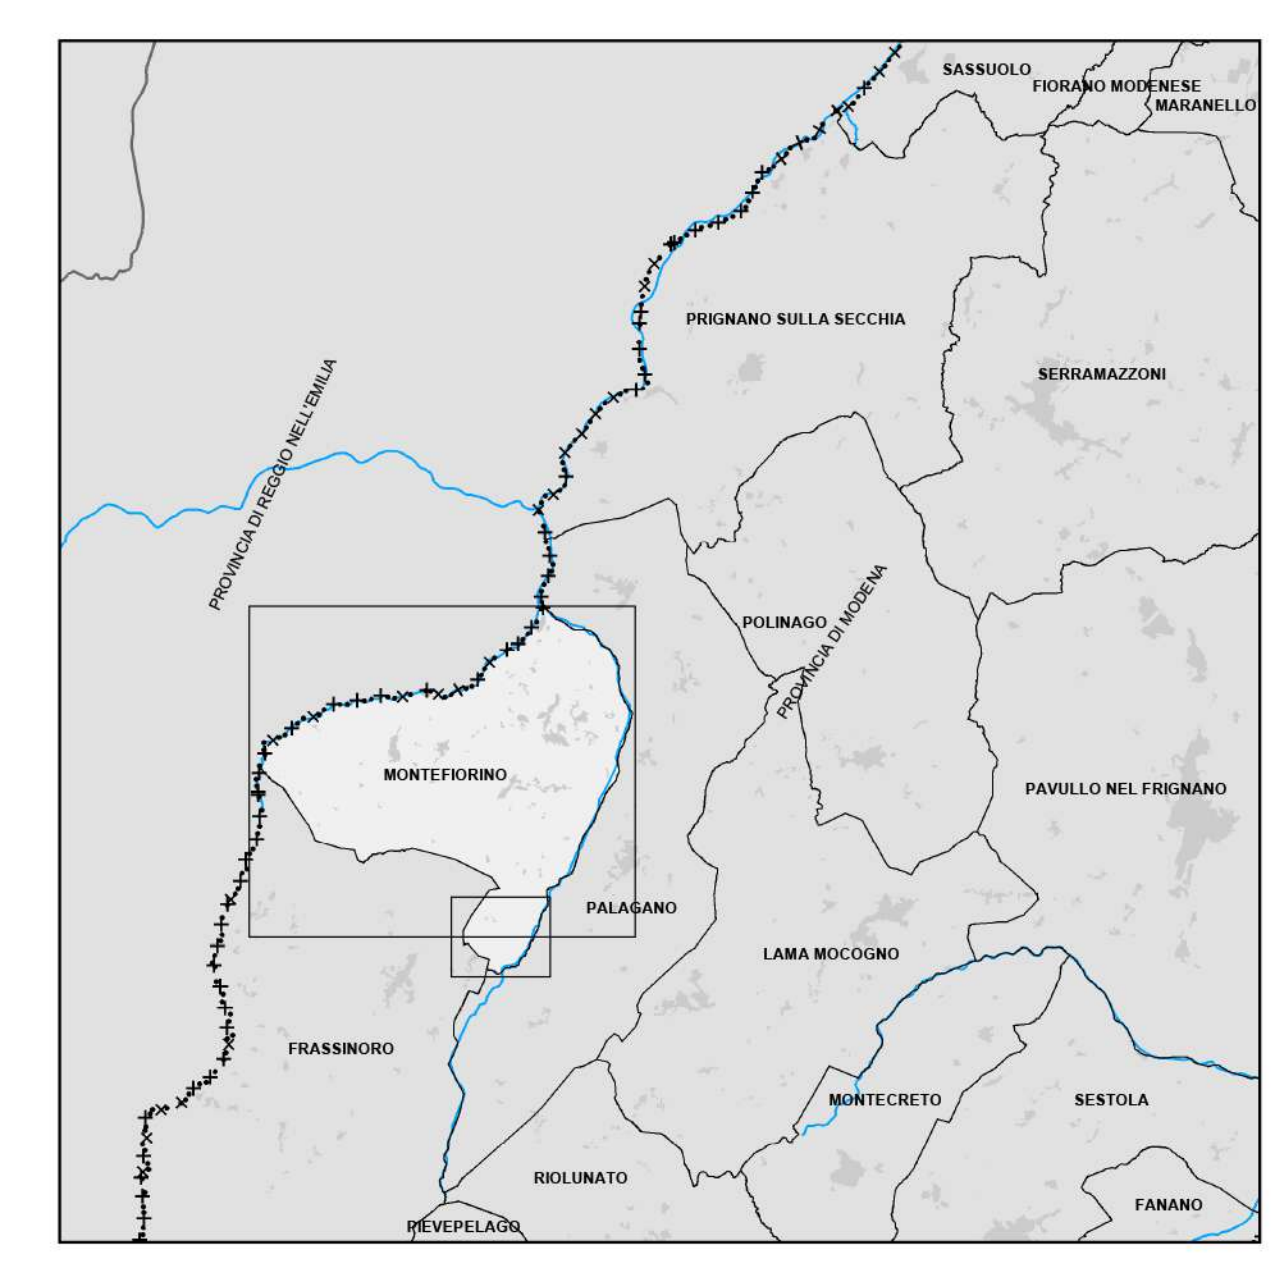 SASSUOLO
FIORANO MODENESE
MARANELLO
PRIGNANO SULLA SECCHIA
SERRAMAZZONI
PROVINCIA DI REGGIO NELL'EMILIA
POLINAGO
PROVINCIA DI MODENA
MONTEFIORINO
PAVULLO NEL FRIGNANO
PALAGANO
LAMA MOCOGNO
FRASSINORO
MONTECRETO
SESTOLA
RIOLUNATO
FANANO
PIEVEPELAGO